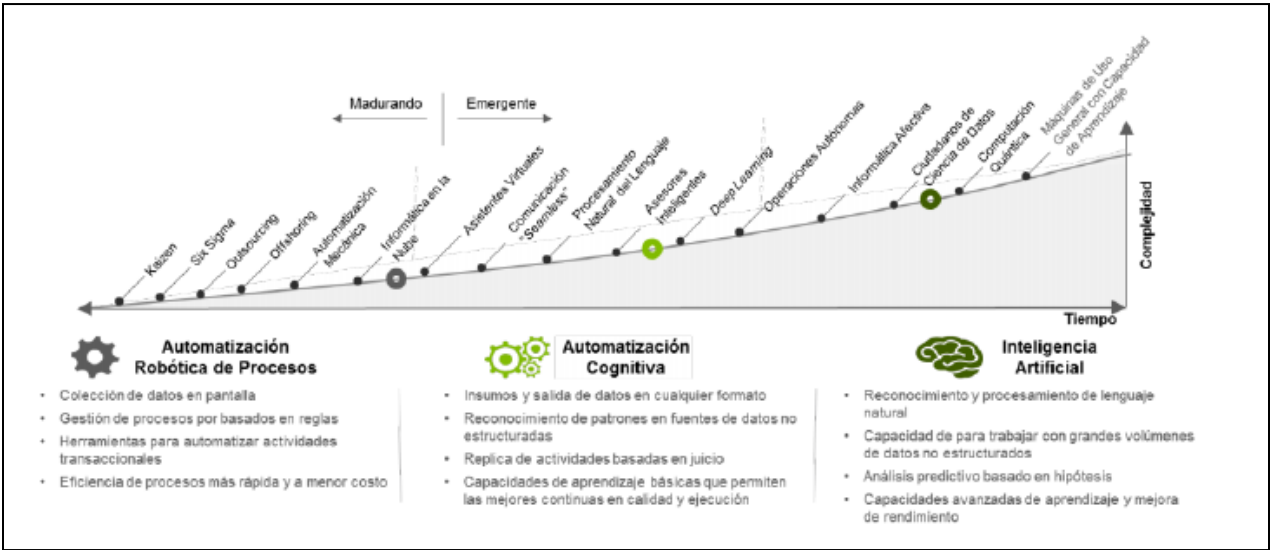 Madurando
Emergente
Kaizen
Six Sigma
Outsourcing
Offshoring
Automatización
Mecánica
Informática en la
Nube
Asistentes Virtuales
Comunicación
"Seamless"
Procesamiento
Natural del Lenguaje
Asesores
Inteligentes
Deep Learning
Operaciones Autónomas
Informática Afectiva
Ciudadanos de
Ciencia de Datos
Computación
Quántica
Máquinas de Uso
General con Capacidad
de Aprendizaje
Complejidad
Tiempo
Automatización
Robótica de Procesos
• Colección de datos en pantalla
• Gestión de procesos por basados en reglas
• Herramientas para automatizar actividades
transaccionales
• Eficiencia de procesos más rápida y a menor costo
Automatización
Cognitiva
• Insumos y salida de datos en cualquier formato
• Reconocimiento de patrones en fuentes de datos no
estructuradas
• Replica de actividades basadas en juicio
• Capacidades de aprendizaje básicas que permiten
las mejores continuas en calidad y ejecución
Inteligencia
Artificial
• Reconocimiento y procesamiento de lenguaje
natural
• Capacidad de para trabajar con grandes volúmenes
de datos no estructurados
• Análisis predictivo basado en hipótesis
• Capacidades avanzadas de aprendizaje y mejora
de rendimiento